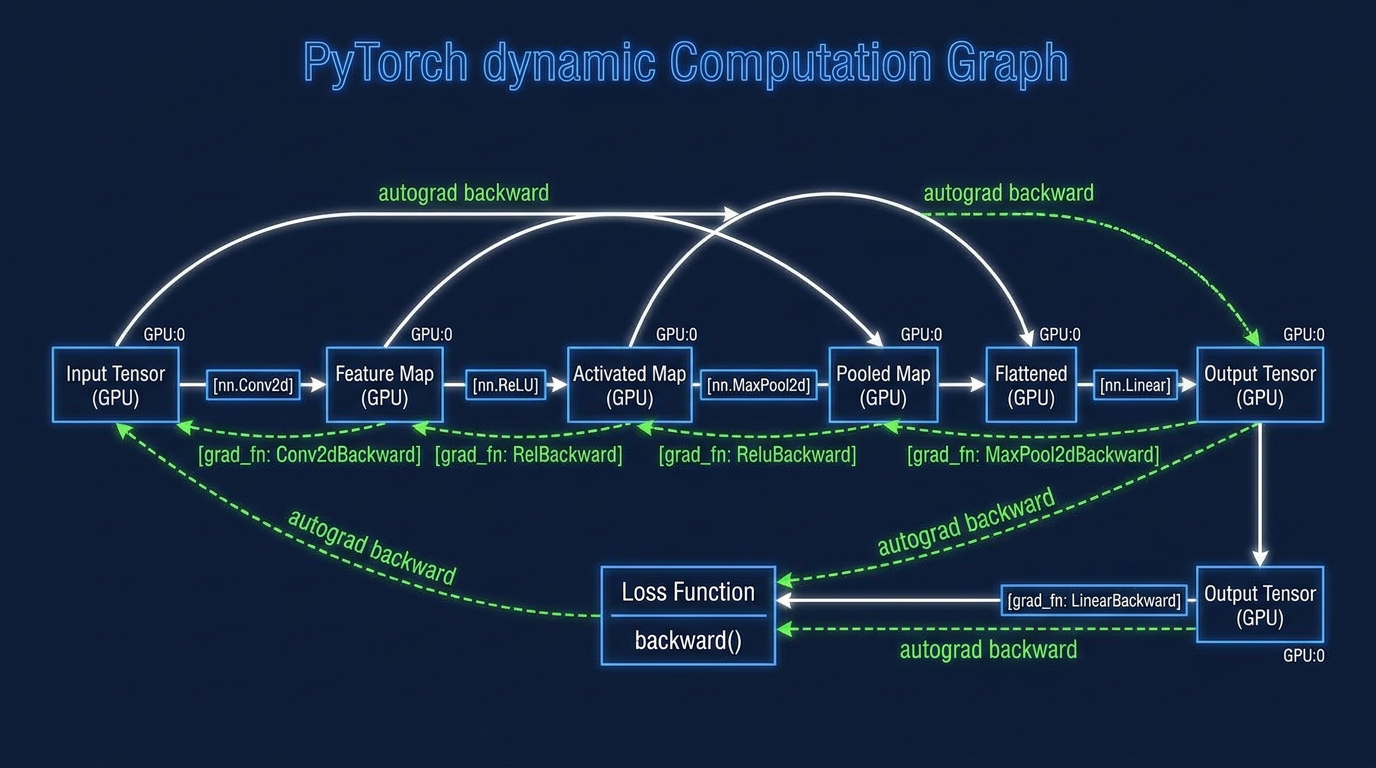 PyTorch dynamic Computation Graph
autograd backward
autograd backward
GPU:0
GPU:0
GPU:0
GPU:0
GPU:0
GPU:0
Input Tensor
(GPU)
[nn.Conv2d]
Feature Map
(GPU)
[nn.ReLU]
Activated Map
(GPU)
[nn.MaxPool2d]
Pooled Map
(GPU)
Flattened
(GPU)
[nn.Linear]
Output Tensor
(GPU)
[grad_fn: Conv2dBackward]
[grad_fn: RelBackward]
[grad_fn: ReluBackward]
[grad_fn: MaxPool2dBackward]
autograd backward
autograd backward
Loss Function
backward()
[grad_fn: LinearBackward]
Output Tensor
(GPU)
autograd backward
GPU:0